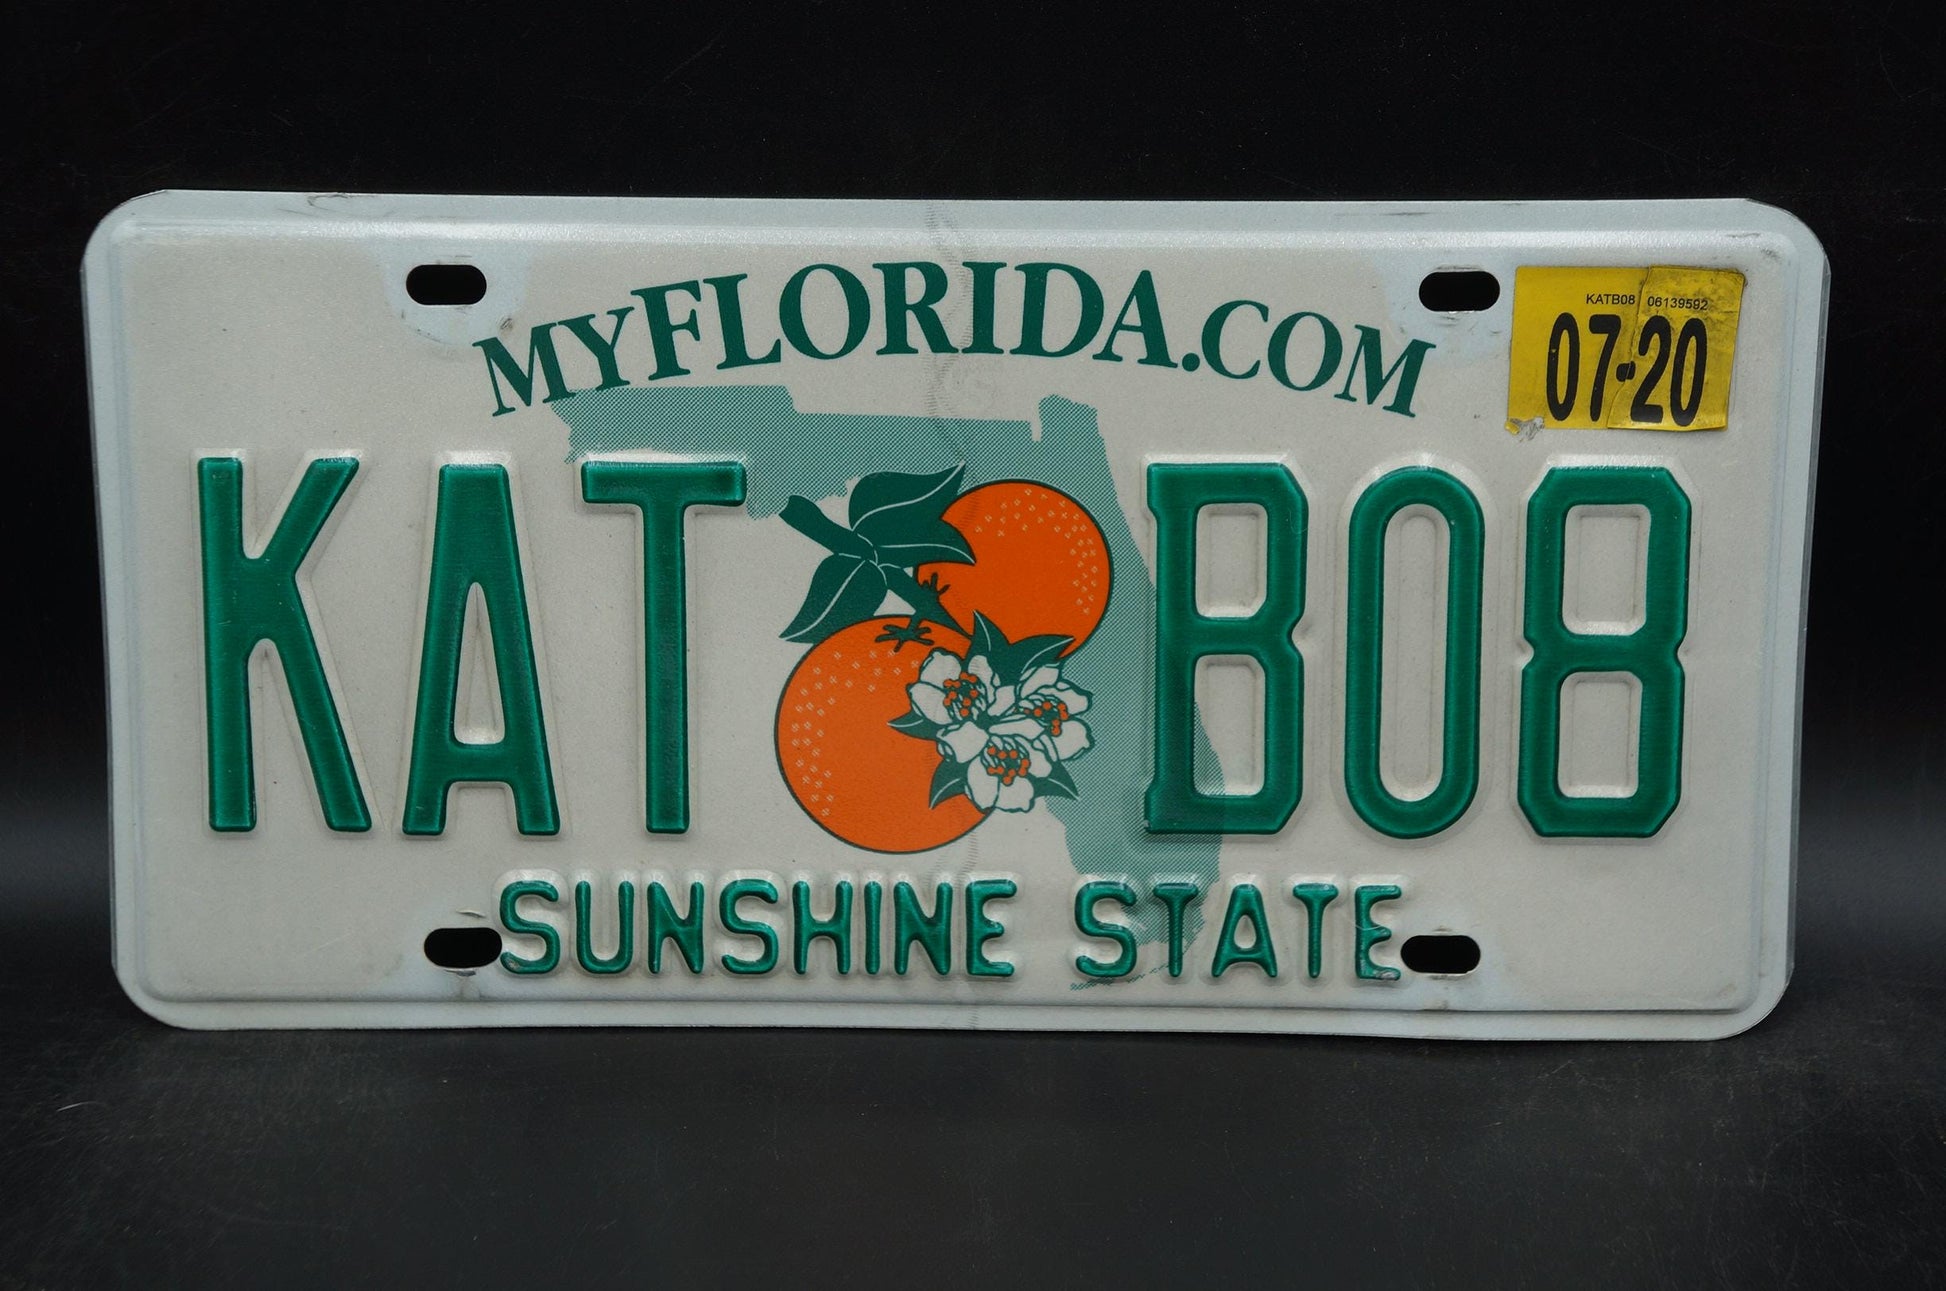 MYFLORIDA.COM
KATB08 06139592
07-20
KAT B08
SUNSHINE STATE